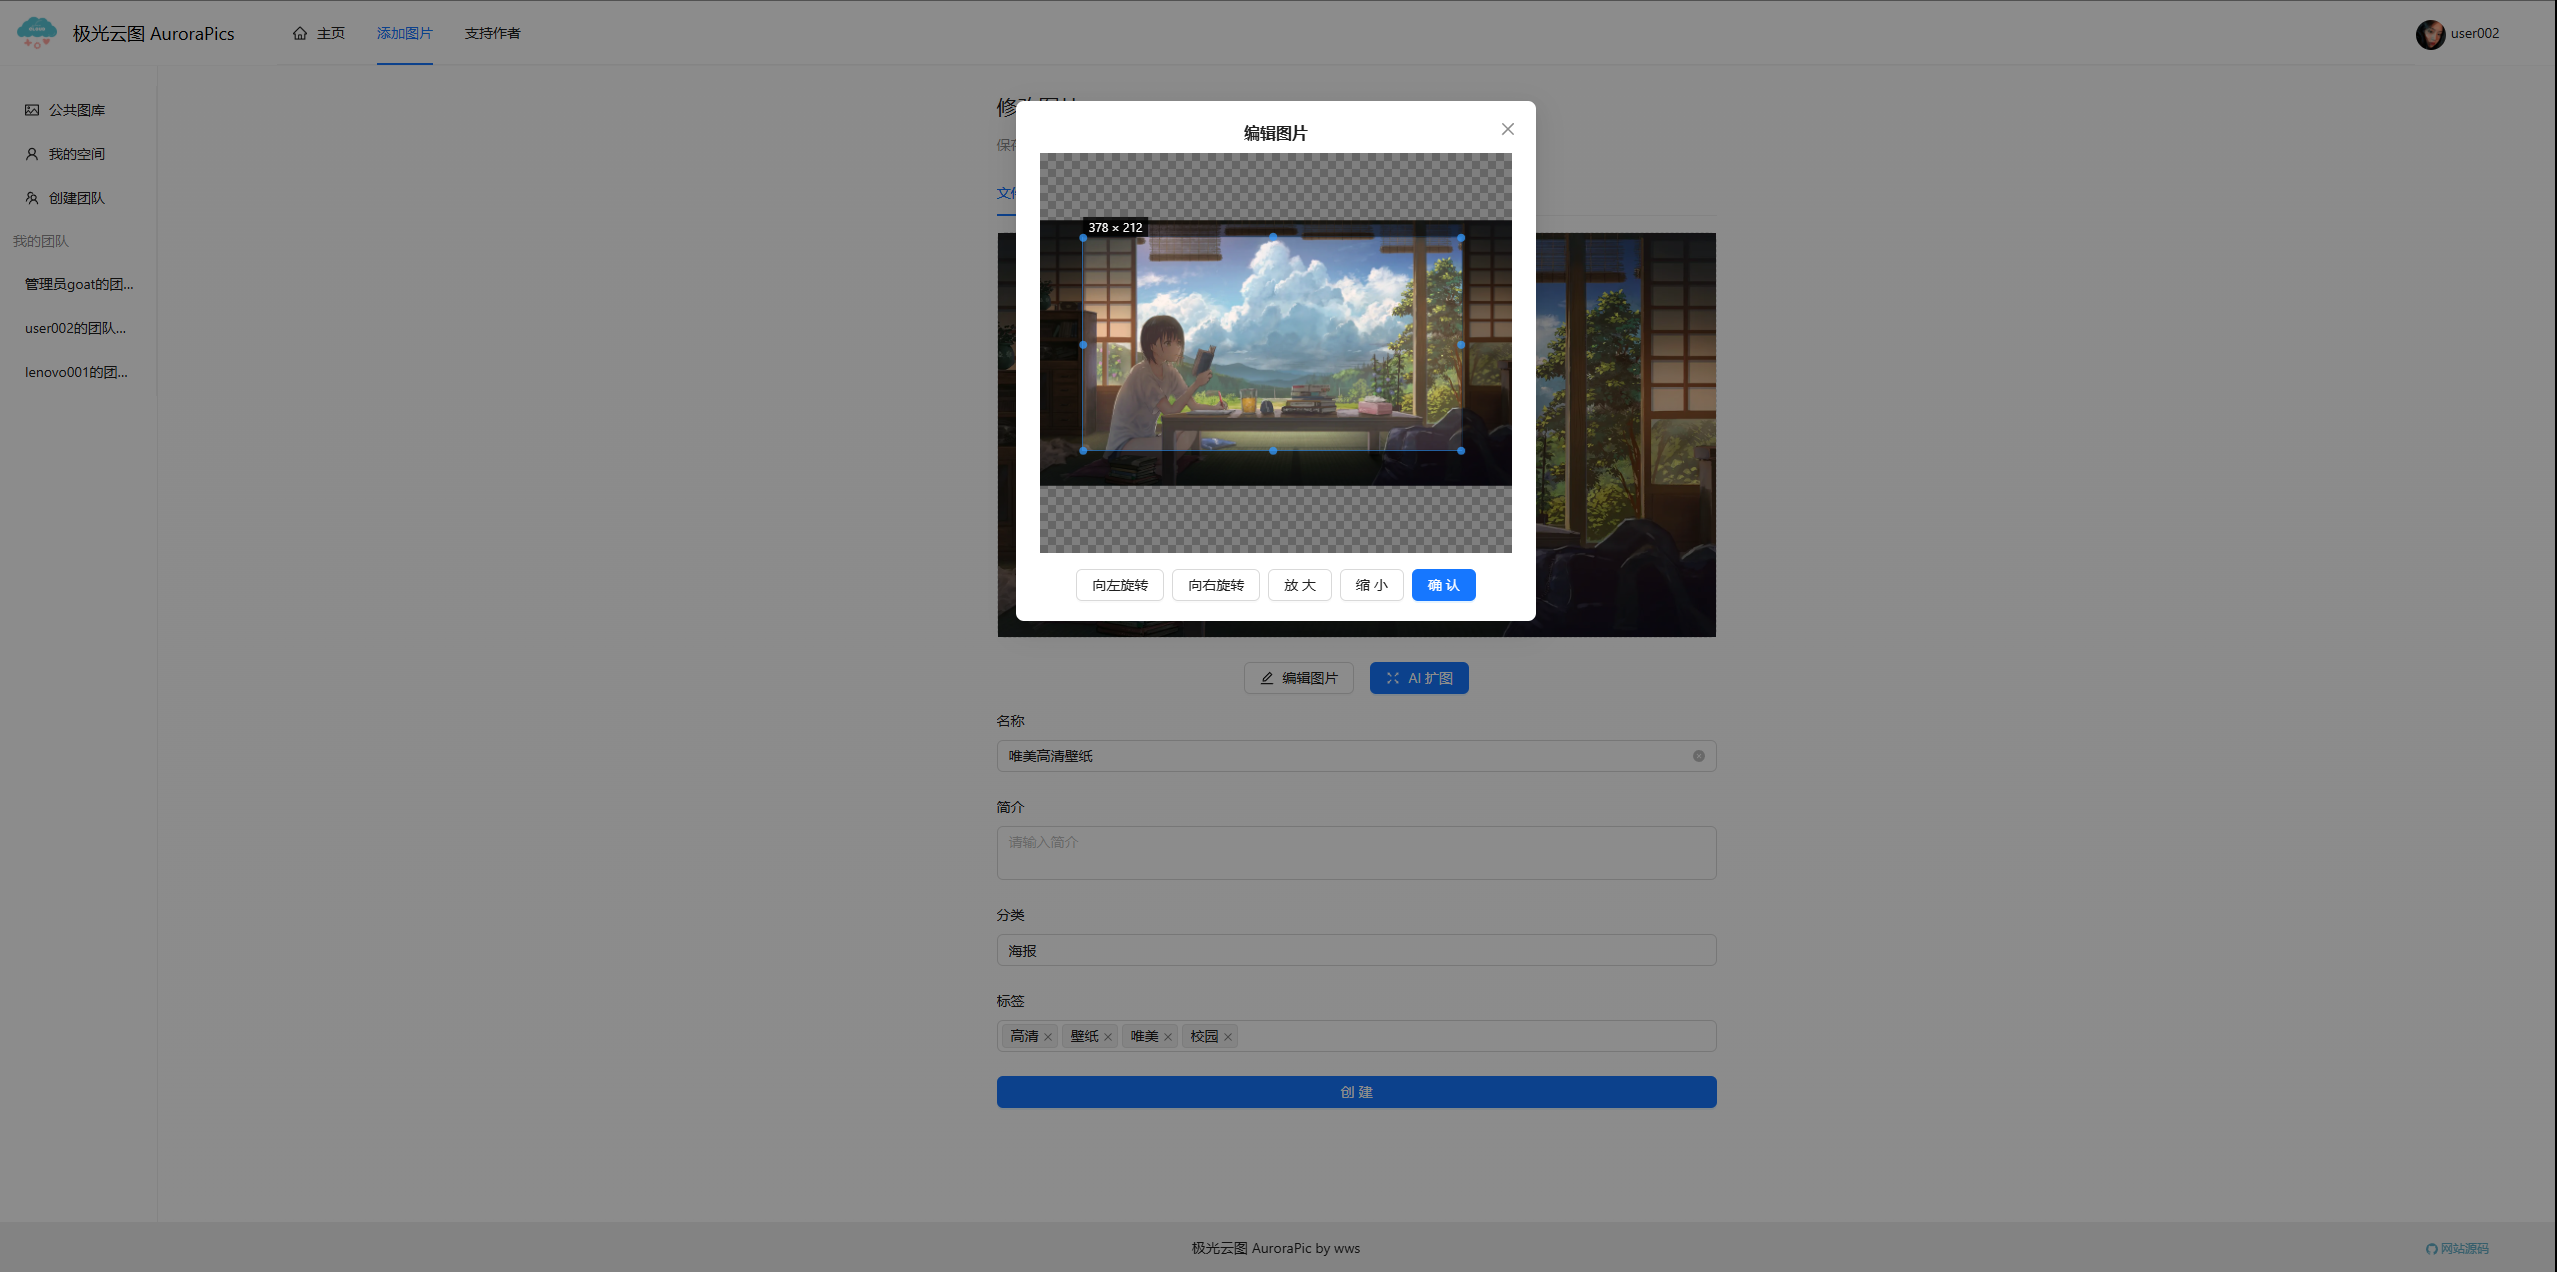 极光云图 AuroraPics
主页
添加图片
支持作者
user002
公共图库
我的空间
创建团队
我的团队
管理员goat的团...
user002的团队...
lenovo001的团...
编辑图片
378 × 212
向左旋转
向右旋转
放 大
缩 小
确 认
编辑图片
AI 扩图
名称
唯美高清壁纸
简介
请输入简介
分类
海报
标签
高清
壁纸
唯美
校园
创 建
极光云图 AuroraPic by wws
网站源码